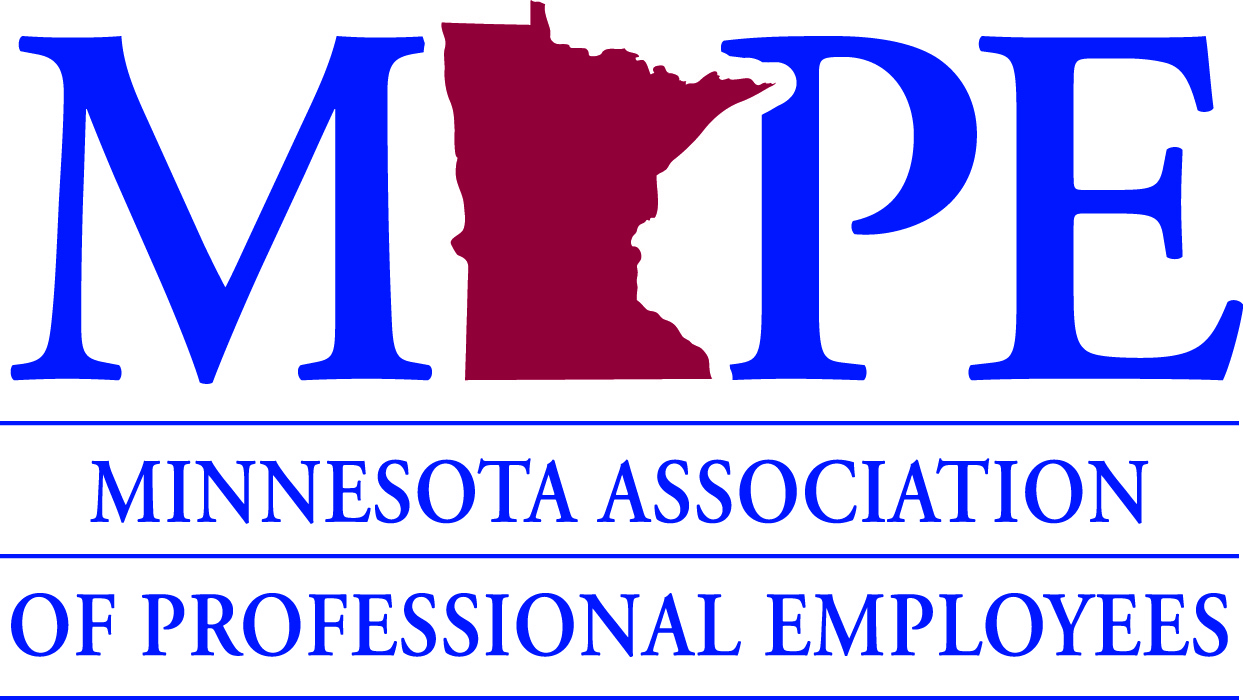 MPE
MINNESOTA ASSOCIATION
OF PROFESSIONAL EMPLOYEES